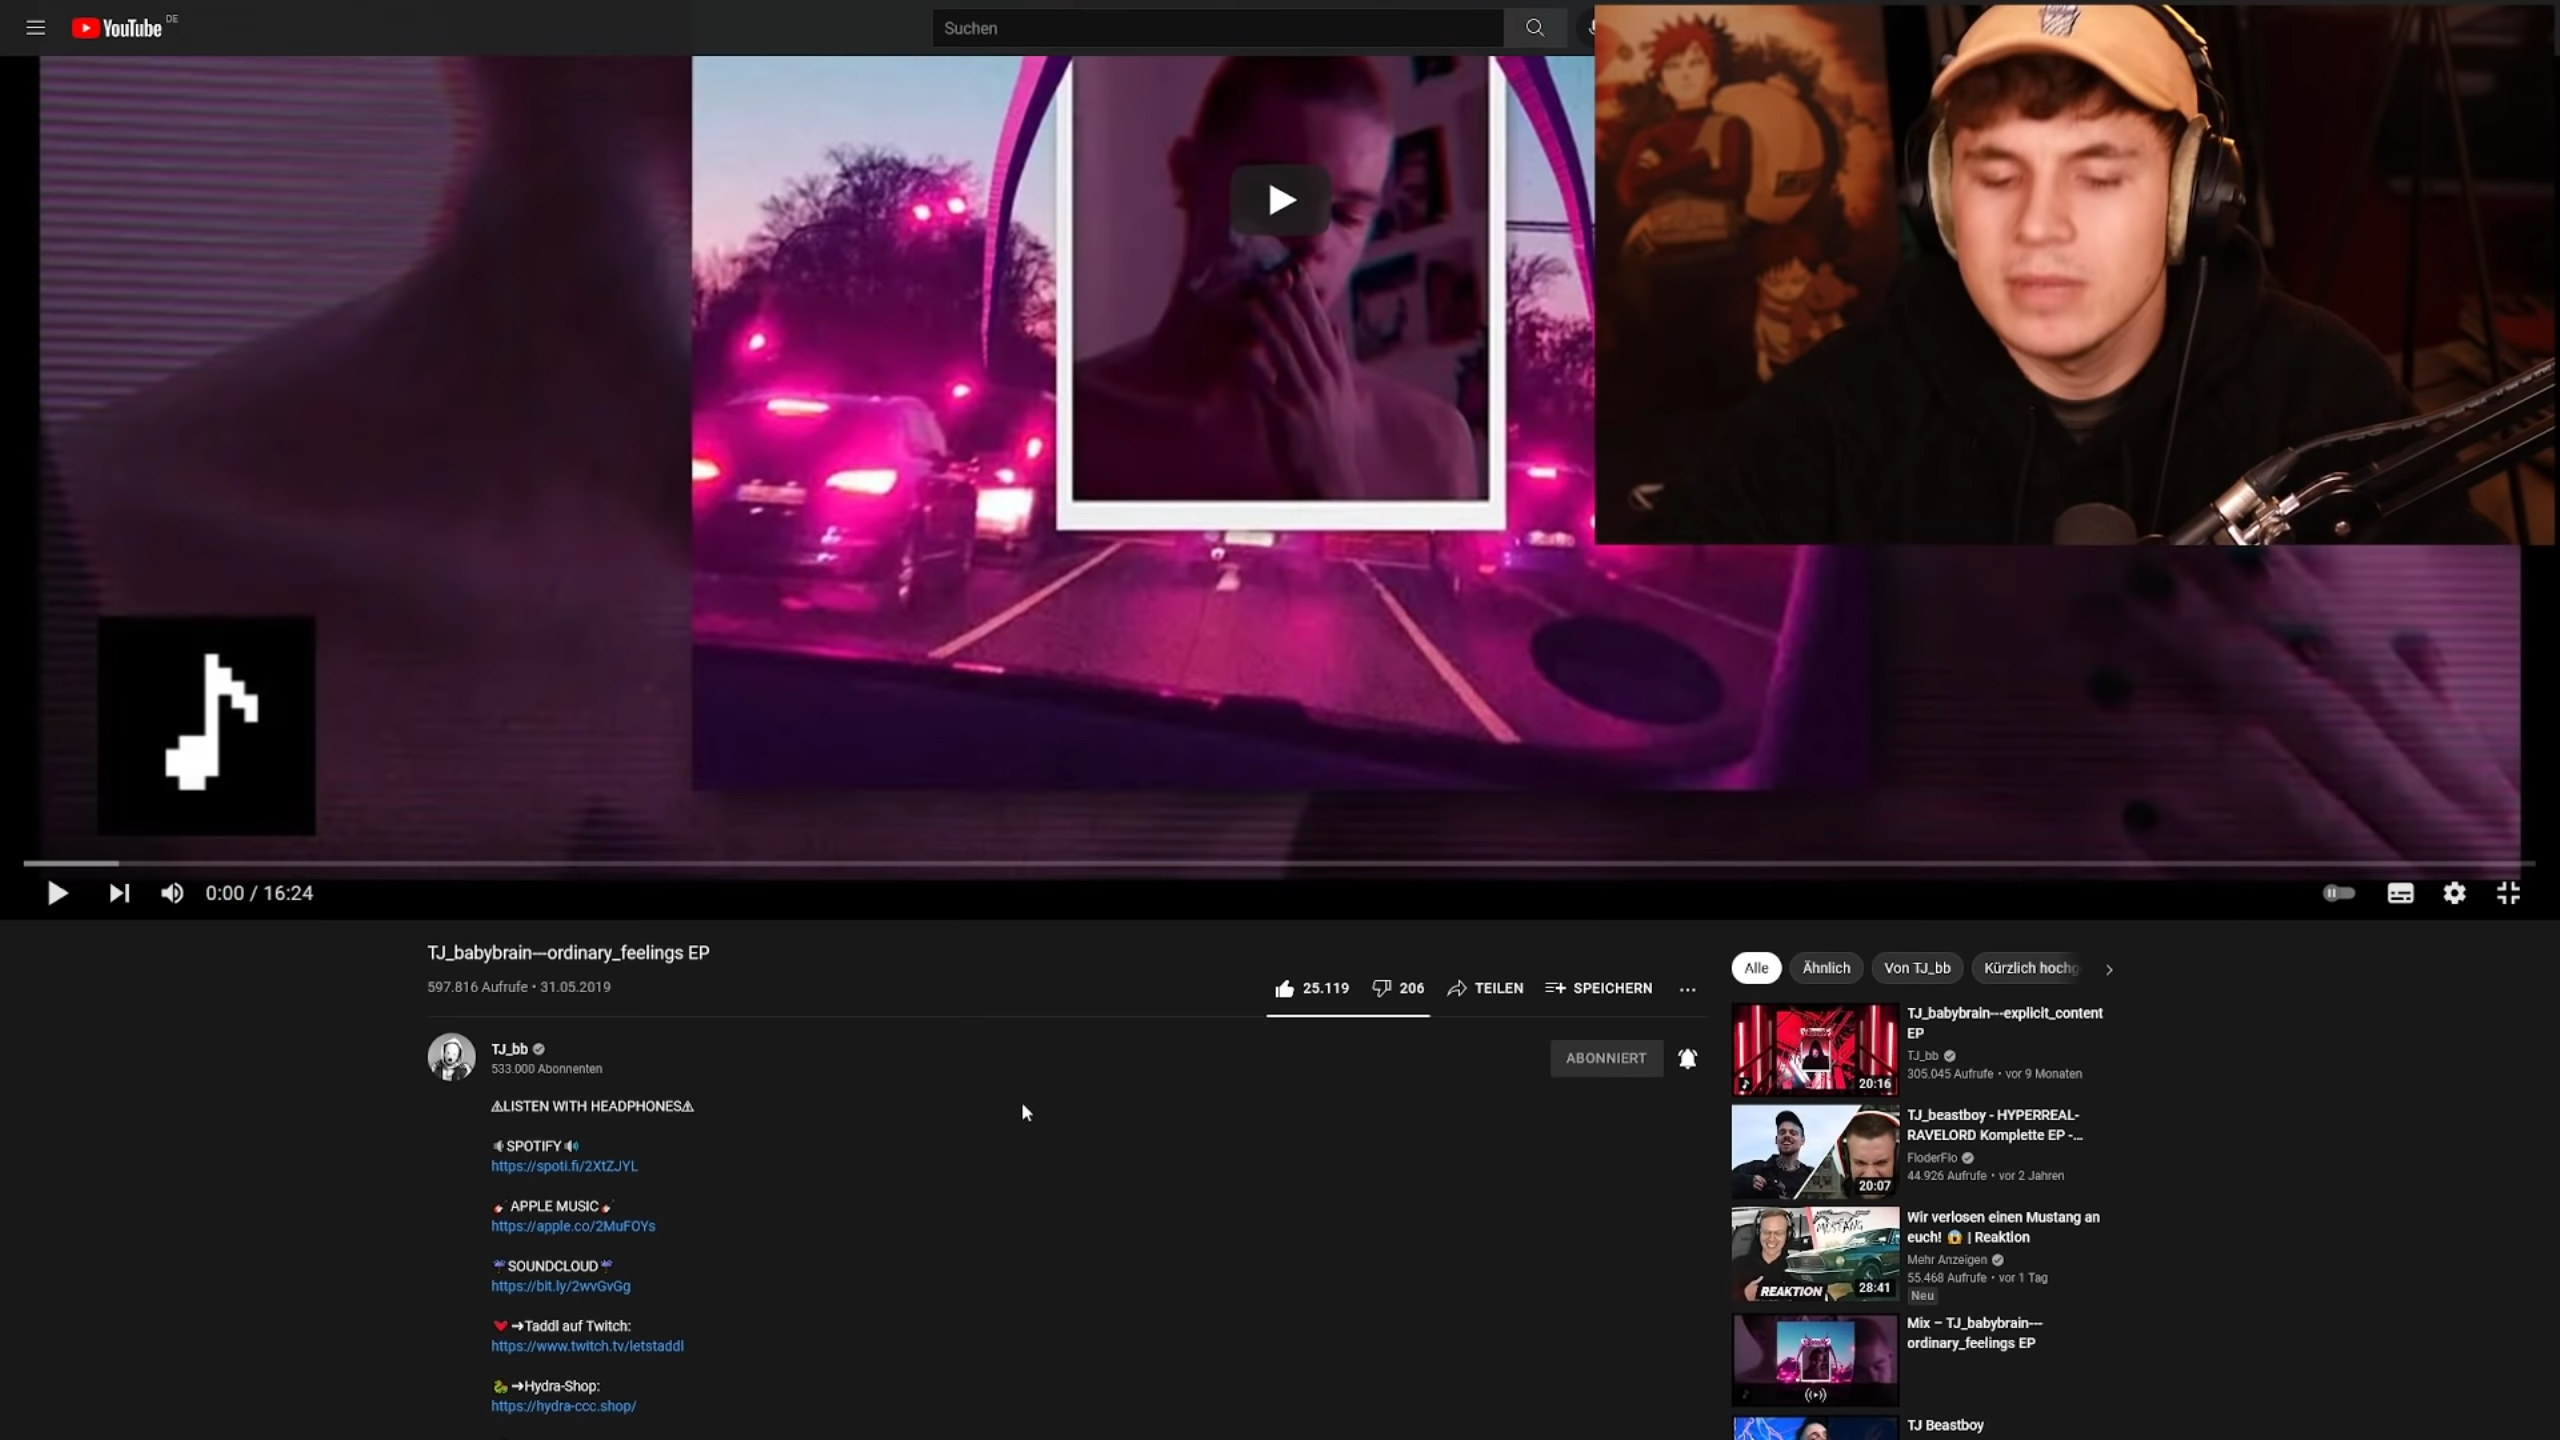 YouTube DE
Suchen
0:00 / 16:24
TJ_babybrain---ordinary_feelings EP
597.816 Aufrufe • 31.05.2019
25.119
206
TEILEN
SPEICHERN
TJ_bb
533.000 Abonnenten
ABONNIERT
⚠LISTEN WITH HEADPHONES⚠
🔊SPOTIFY🔊
https://spoti.fi/2XtZJYL
🎸APPLE MUSIC🎸
https://apple.co/2MuFOYs
☔SOUNDCLOUD☔
https://bit.ly/2wvGvGg
❤️➜Taddl auf Twitch:
https://www.twitch.tv/letstaddl
🐍➜Hydra-Shop:
https://hydra-ccc.shop/
Alle
Ähnlich
Von TJ_bb
Kürzlich hochg
TJ_babybrain---explicit_content
EP
TJ_bb
305.045 Aufrufe • vor 9 Monaten
20:16
TJ_beastboy - HYPERREAL-
RAVELORD Komplette EP -...
FloderFlo
44.926 Aufrufe • vor 2 Jahren
20:07
Wir verlosen einen Mustang an
euch! 😱 | Reaktion
Mehr Anzeigen
55.468 Aufrufe • vor 1 Tag
Neu
MUSTANG
REAKTION
28:41
Mix – TJ_babybrain---
ordinary_feelings EP
TJ Beastboy